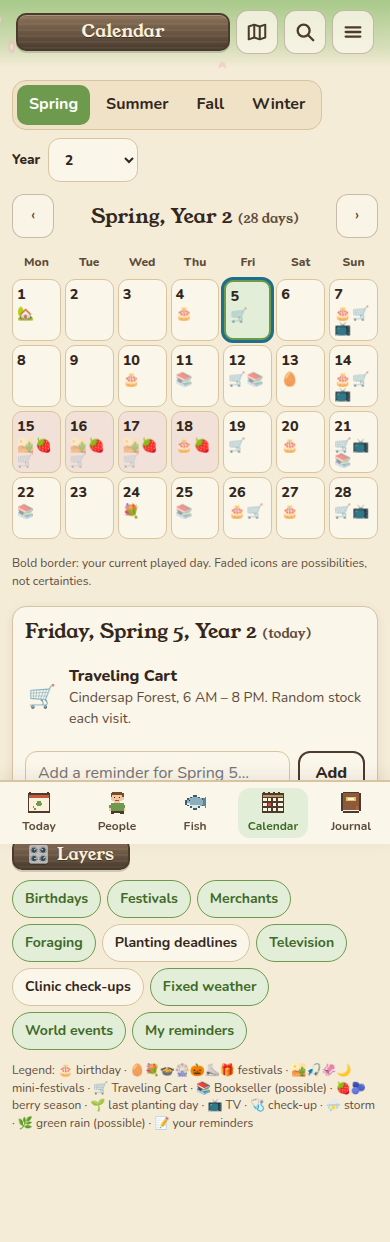 Calendar
Spring Summer Fall Winter
Year 2
‹ Spring, Year 2 (28 days) ›
Mon Tue Wed Thu Fri Sat Sun
1 2 3 4 5 6 7
8 9 10 11 12 13 14
15 16 17 18 19 20 21
22 23 24 25 26 27 28
Bold border: your current played day. Faded icons are possibilities,
not certainties.
Friday, Spring 5, Year 2 (today)
Traveling Cart
Cindersap Forest, 6 AM – 8 PM. Random stock
each visit.
Add a reminder for Spring 5... Add
Today People Fish Calendar Journal
Layers
Birthdays Festivals Merchants
Foraging Planting deadlines Television
Clinic check-ups Fixed weather
World events My reminders
Legend: 🎂 birthday · 🥚💐🍲🪼🎃⛸🎁 festivals · 🏜🎣🦑🌙
mini-festivals · 🛒 Traveling Cart · 📚 Bookseller (possible) · 🍓🫐
berry season · 🌱 last planting day · 📺 TV · 🩺 check-up · ⛈ storm
· 🌿 green rain (possible) · 📝 your reminders